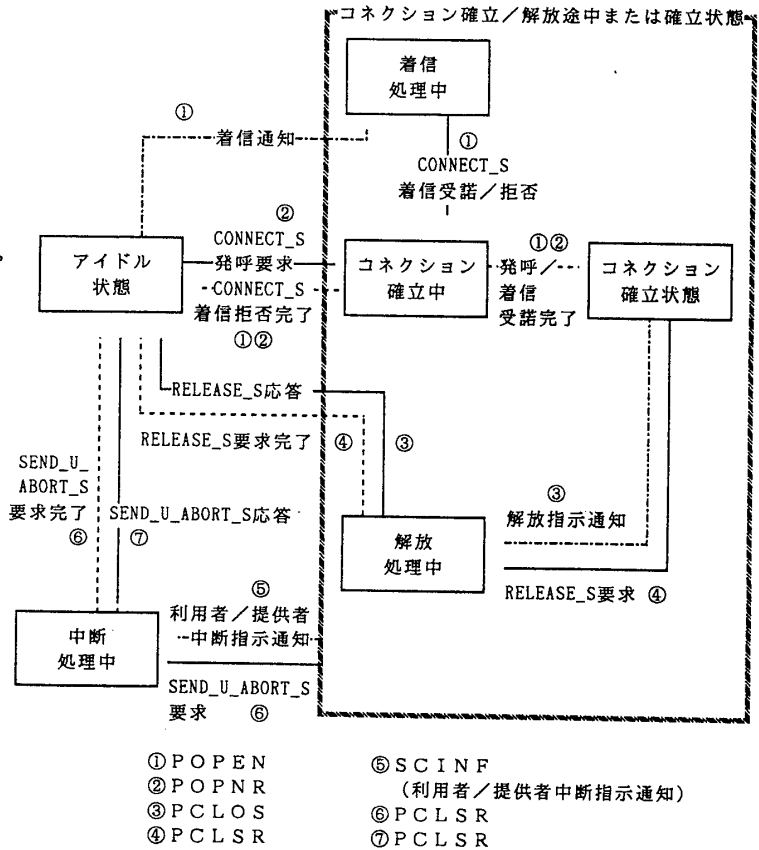 コネクション確立／解放途中または確立状態
着信
処理中
①
着信通知
①
CONNECT_S
着信受諾／拒否
②
CONNECT_S
発呼要求
アイドル
状態
CONNECT_S
着信拒否完了
①②
コネクション
確立中
①②
発呼／
着信
受諾完了
コネクション
確立状態
RELEASE_S応答
RELEASE_S要求完了
④
③
SEND_U_
ABORT_S
要求完了
⑥
SEND_U_ABORT_S応答
⑦
③
解放指示通知
解放
処理中
RELEASE_S要求 ④
⑤
利用者／提供者
中断指示通知
中断
処理中
SEND_U_ABORT_S
要求 ⑥
①ＰＯＰＥＮ
②ＰＯＰＮＲ
③ＰＣＬＯＳ
④ＰＣＬＳＲ
⑤ＳＣＩＮＦ
（利用者／提供者中断指示通知）
⑥ＰＣＬＳＲ
⑦ＰＣＬＳＲ